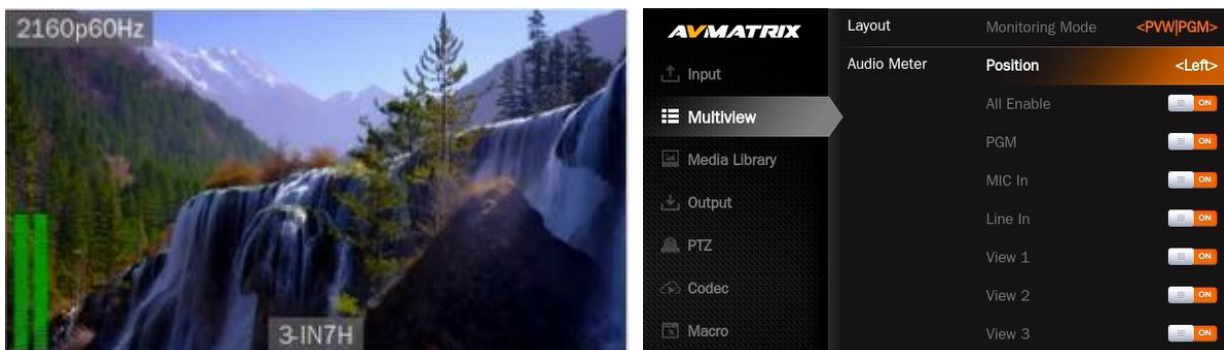 2160p60Hz
3-IN7H
AVMATRIX
Input
Multiview
Media Library
Output
PTZ
Codec
Macro
Layout Monitoring Mode <PVW|PGM>
Audio Meter Position <Left>
All Enable ON
PGM ON
MIC In ON
Line In ON
View 1 ON
View 2 ON
View 3 ON